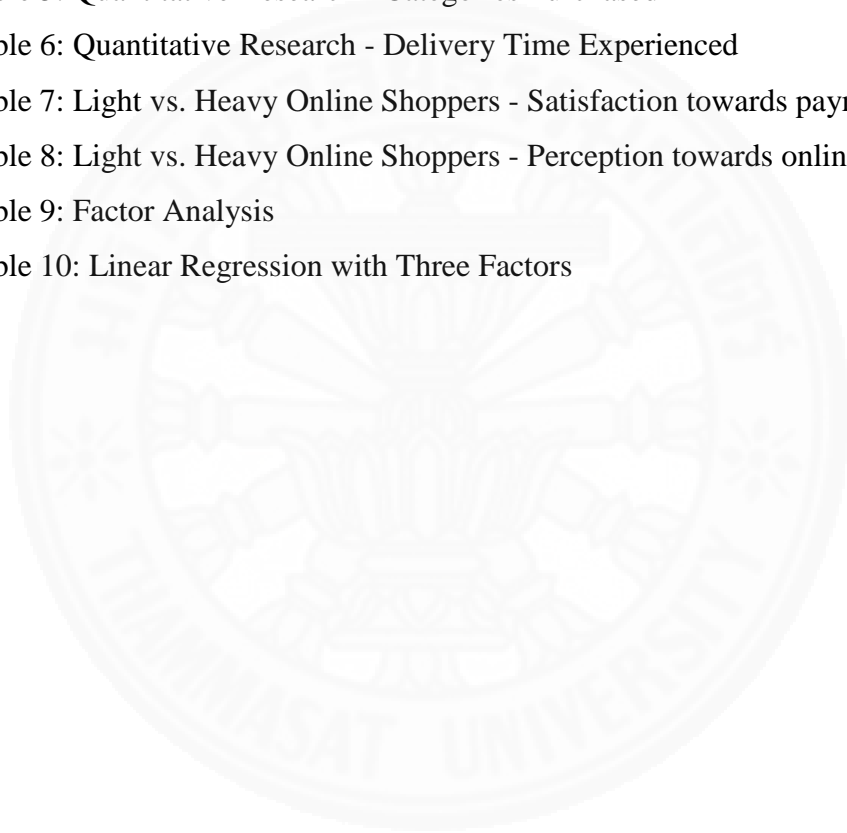 ble 6: Quantitative Research - Delivery Time Experienced
ble 7: Light vs. Heavy Online Shoppers - Satisfaction towards
ble 8: Light vs. Heavy Online Shoppers - Perception towards onlin
ble 9: Factor Analysis
ble 10: Linear Regression with Three Factors
THAMMASAT UNIVERSITY